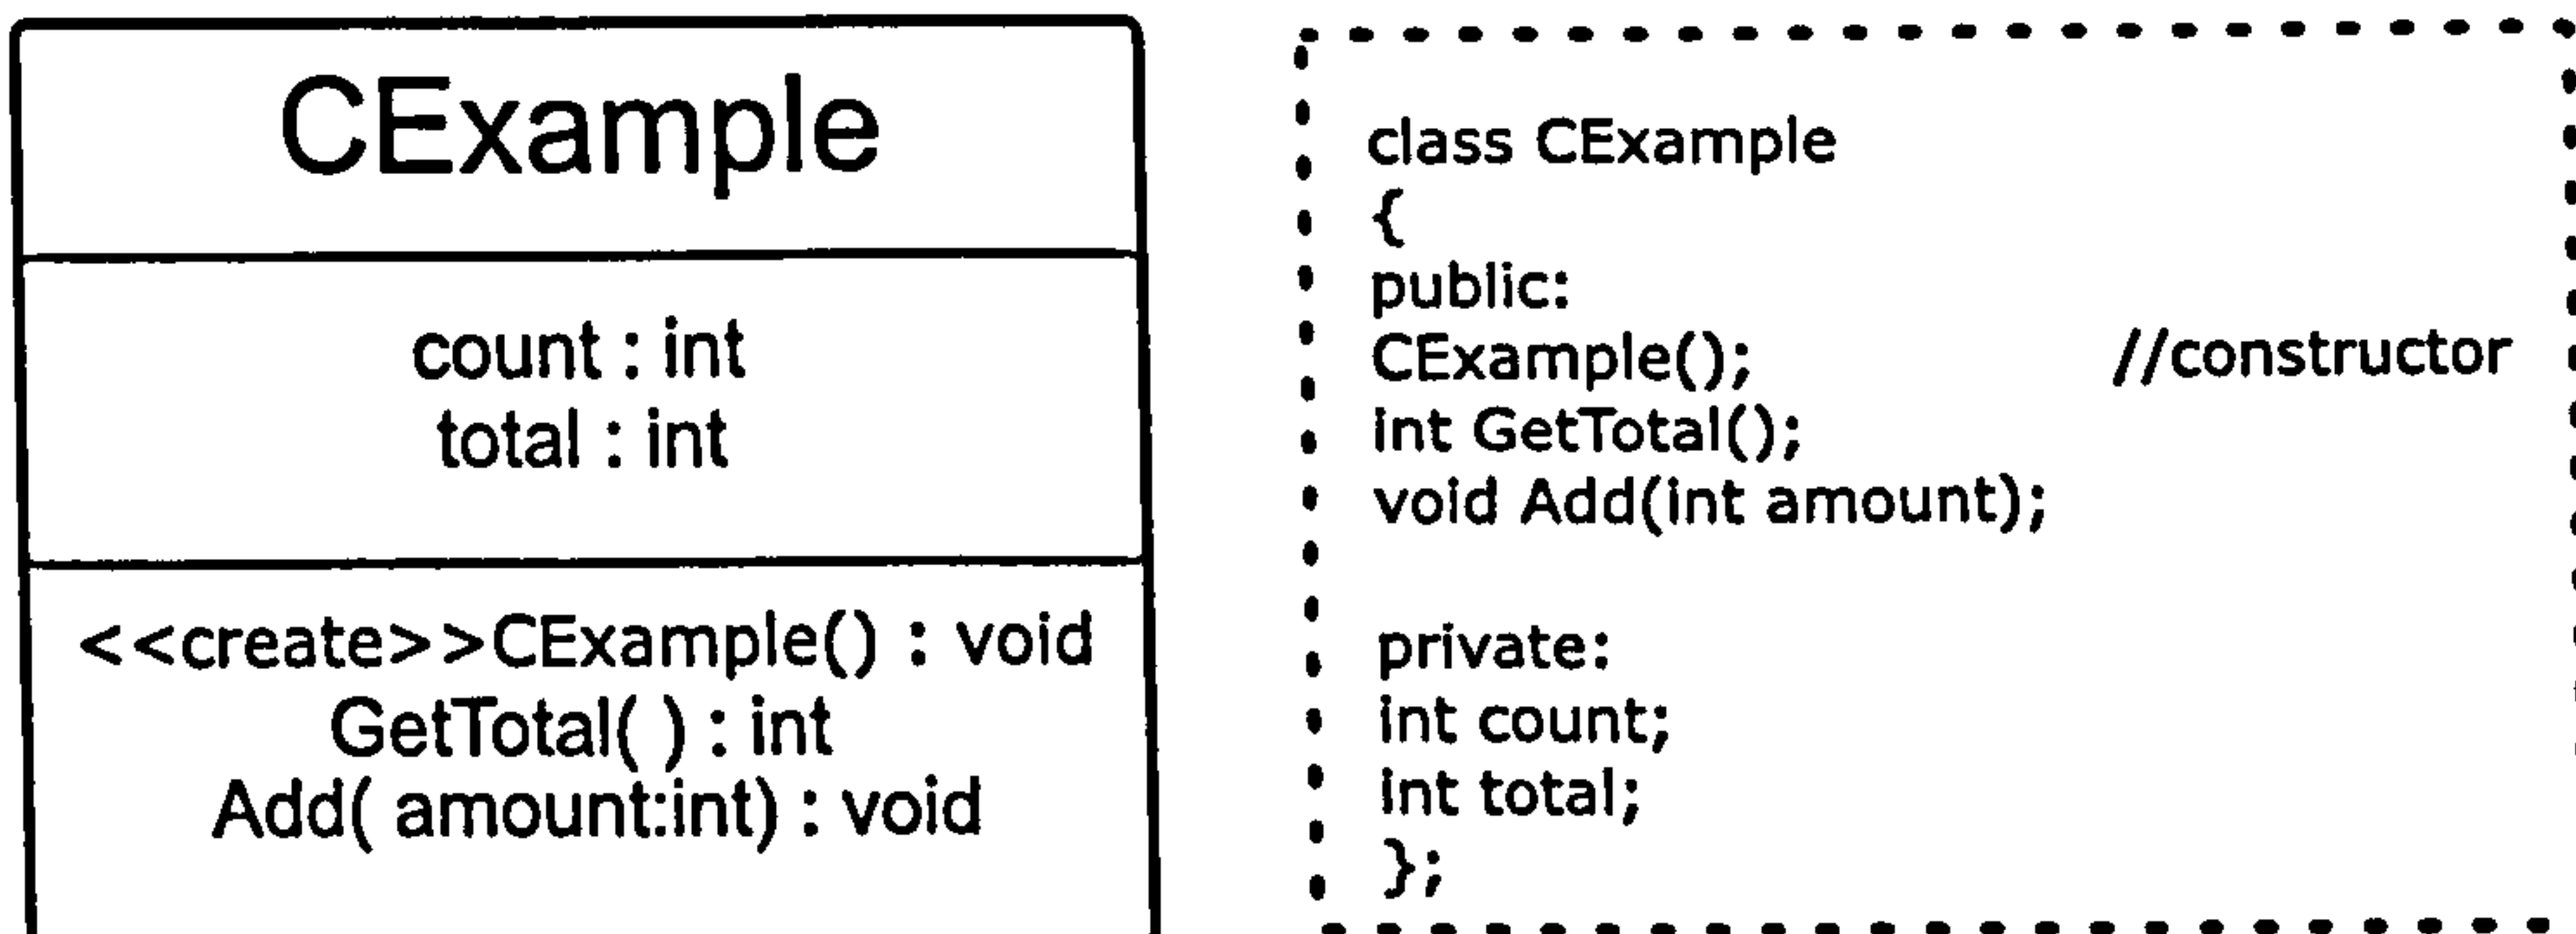 CExample
count : int
total : int
<<create>>CExample() : void
GetTotal( ) : int
Add( amount:int) : void
class CExample
{
public:
CExample(); //constructor
int GetTotal();
void Add(int amount);
private:
int count;
int total;
};